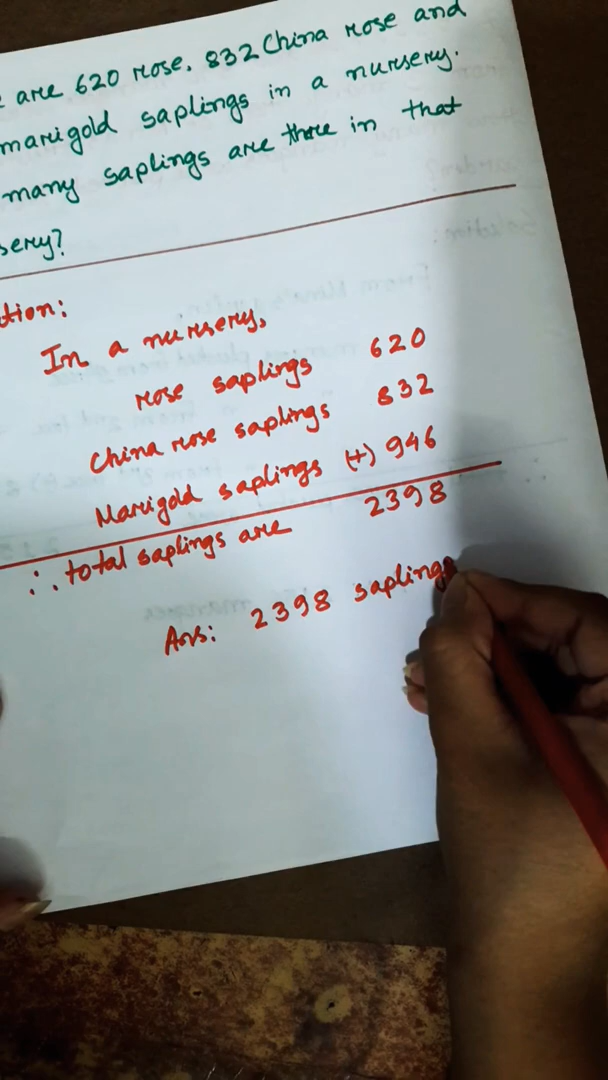 are 620 rose, 832 China rose and
marigold saplings in a nursery.
many saplings are there in that
sery?
tion:
In a nursery,
rose saplings 620
China rose saplings 832
Marigold saplings (+) 946
∴ total saplings are 2398
Ans: 2398 saplings